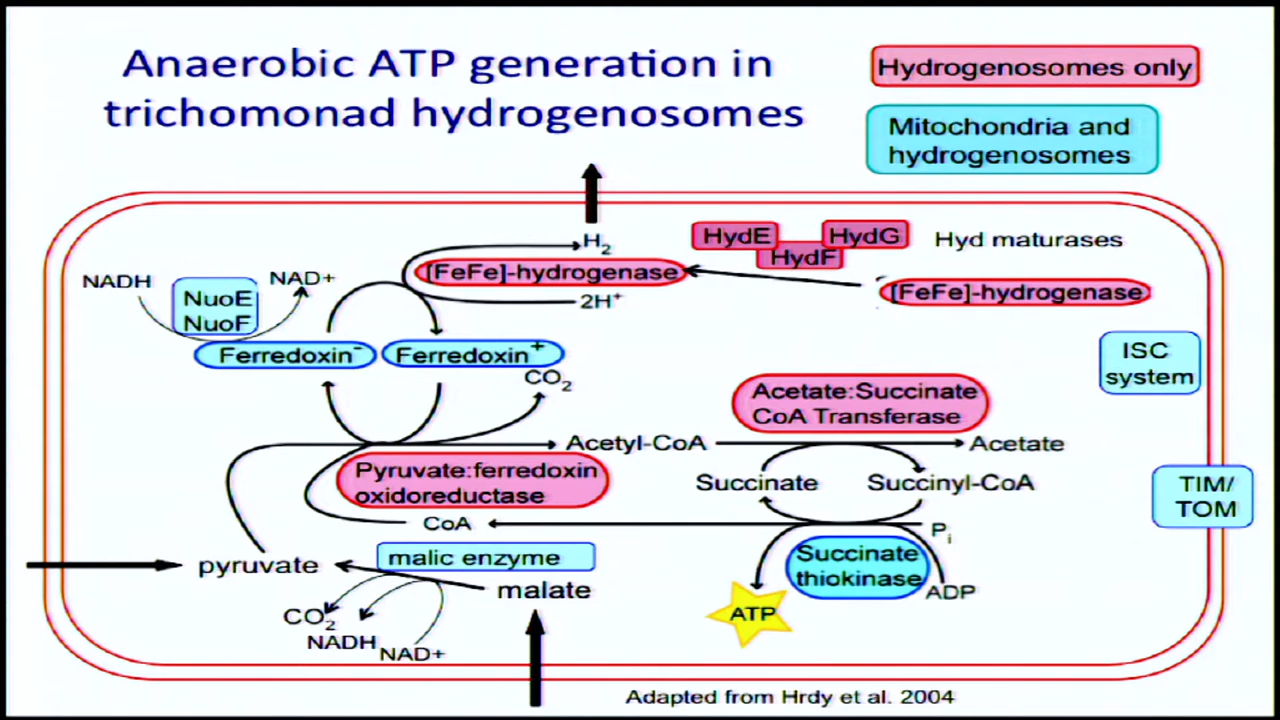 Anaerobic ATP generation in
trichomonad hydrogenosomes
Hydrogenosomes only
Mitochondria and
hydrogenosomes
H2
HydE
HydG
HydF
Hyd maturases
[FeFe]-hydrogenase
2H+
[FeFe]-hydrogenase
NADH
NAD+
NuoE
NuoF
Ferredoxin-
Ferredoxin+
CO2
ISC
system
Acetate:Succinate
CoA Transferase
Acetyl-CoA
Acetate
Pyruvate:ferredoxin
oxidoreductase
Succinate
Succinyl-CoA
TIM/
TOM
CoA
Pi
pyruvate
malic enzyme
malate
Succinate
thiokinase
ADP
ATP
CO2
NADH
NAD+
Adapted from Hrdy et al. 2004